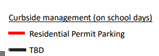 Curbside management (on school days)
Residential Permit Parking
TBD